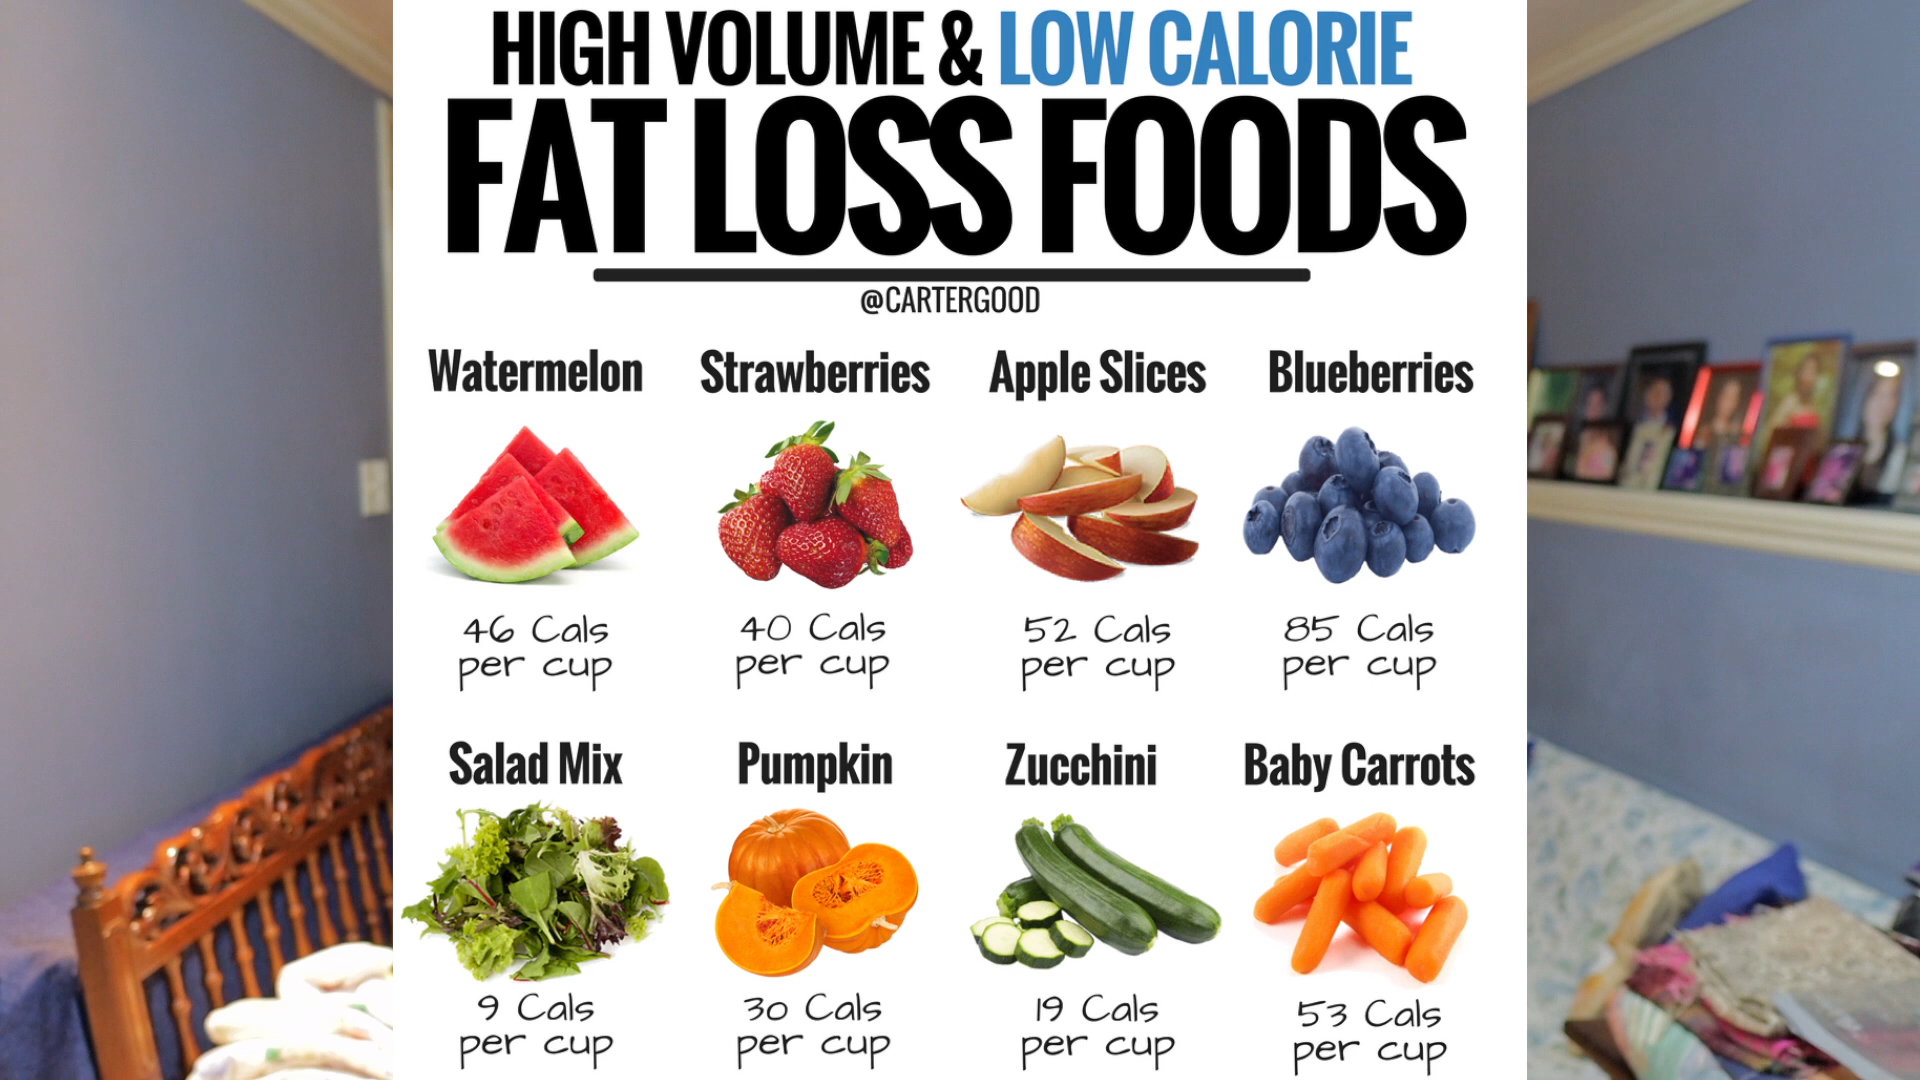 HIGH VOLUME & LOW CALORIE
FAT LOSS FOODS
@CARTERGOOD
Watermelon
46 Cals
per cup
Strawberries
40 Cals
per cup
Apple Slices
52 Cals
per cup
Blueberries
85 Cals
per cup
Salad Mix
9 Cals
per cup
Pumpkin
30 Cals
per cup
Zucchini
19 Cals
per cup
Baby Carrots
53 Cals
per cup